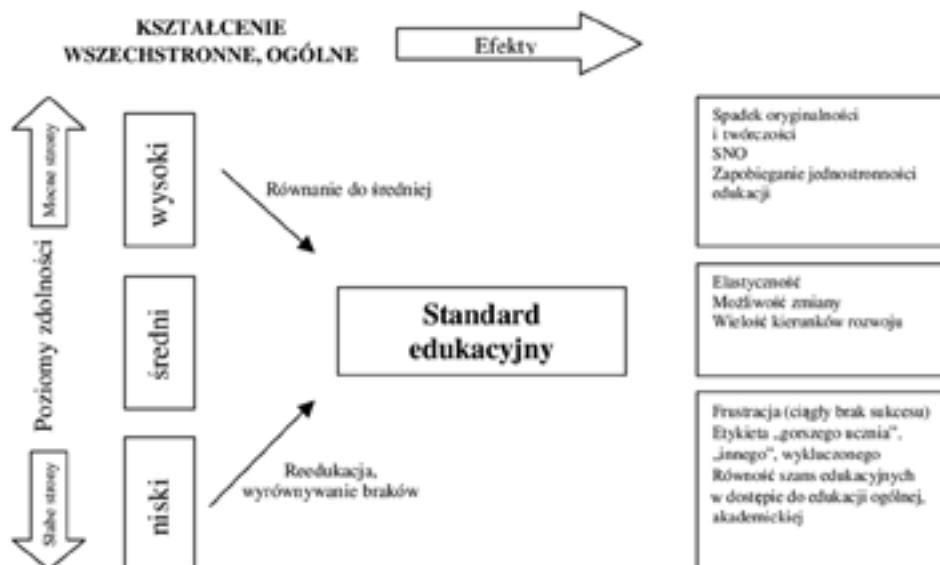 KSZTAŁCENIE
WSZECHSTRONNE, OGÓLNE
Efekty
Mocne strony
Poziomy zdolności
Słabe strony
wysoki
średni
niski
Równanie do średniej
Standard
edukacyjny
Reedukacja,
wyrównywanie braków
Spadek oryginalności
i twórczości
SNO
Zapobieganie jednostronności
edukacji
Elastyczność
Możliwość zmiany
Wielość kierunków rozwoju
Frustracja (ciągły brak sukcesu)
Etykieta „gorszego ucznia”,
„innego”, wykluczonego
Równość szans edukacyjnych
w dostępie do edukacji ogólnej,
akademickiej